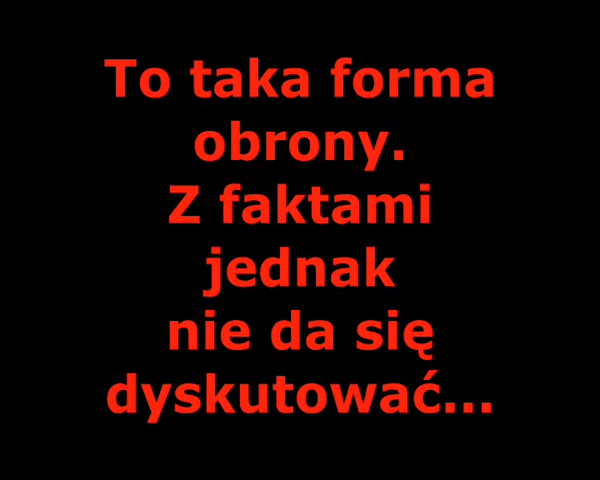 To taka forma
obrony.
Z faktami
jednak
nie da się
dyskutować...